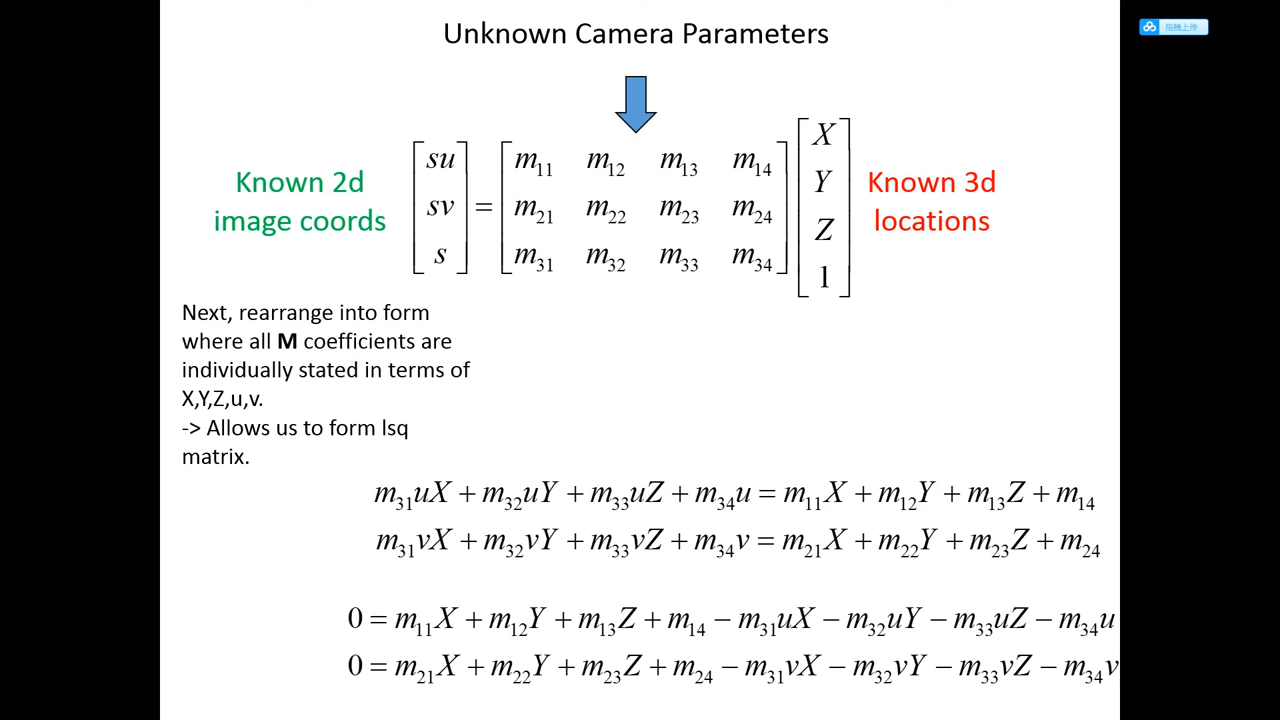 Unknown Camera Parameters
拖拽上传
Known 2d
image coords
[su; sv; s] = [m₁₁ m₁₂ m₁₃ m₁₄; m₂₁ m₂₂ m₂₃ m₂₄; m₃₁ m₃₂ m₃₃ m₃₄] [X; Y; Z; 1]
Known 3d
locations
Next, rearrange into form
where all M coefficients are
individually stated in terms of
X,Y,Z,u,v.
-> Allows us to form lsq
matrix.
m₃₁uX + m₃₂uY + m₃₃uZ + m₃₄u = m₁₁X + m₁₂Y + m₁₃Z + m₁₄
m₃₁vX + m₃₂vY + m₃₃vZ + m₃₄v = m₂₁X + m₂₂Y + m₂₃Z + m₂₄
0 = m₁₁X + m₁₂Y + m₁₃Z + m₁₄ − m₃₁uX − m₃₂uY − m₃₃uZ − m₃₄u
0 = m₂₁X + m₂₂Y + m₂₃Z + m₂₄ − m₃₁vX − m₃₂vY − m₃₃vZ − m₃₄v